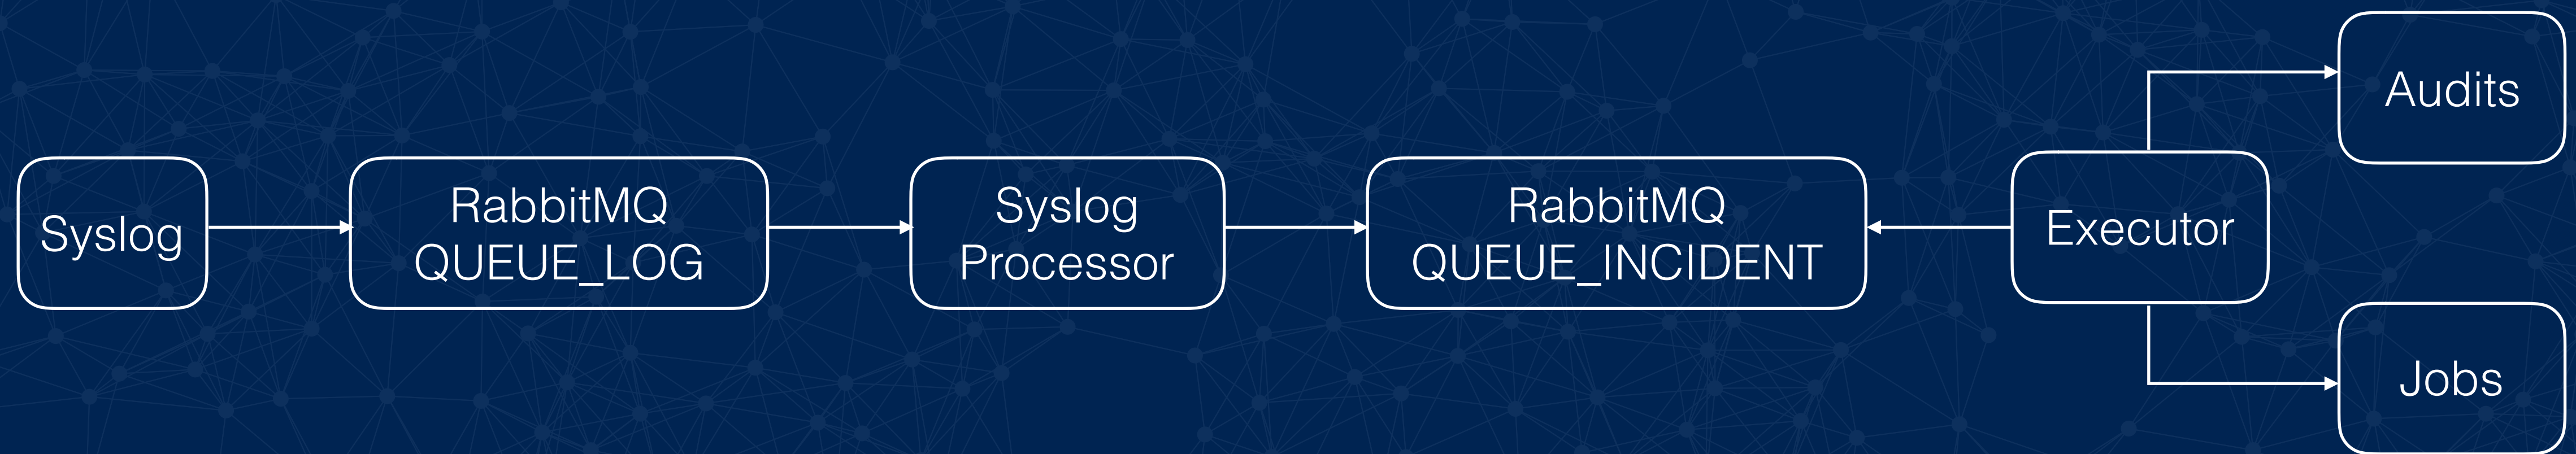 Syslog
RabbitMQ
QUEUE_LOG
Syslog
Processor
RabbitMQ
QUEUE_INCIDENT
Executor
Audits
Jobs